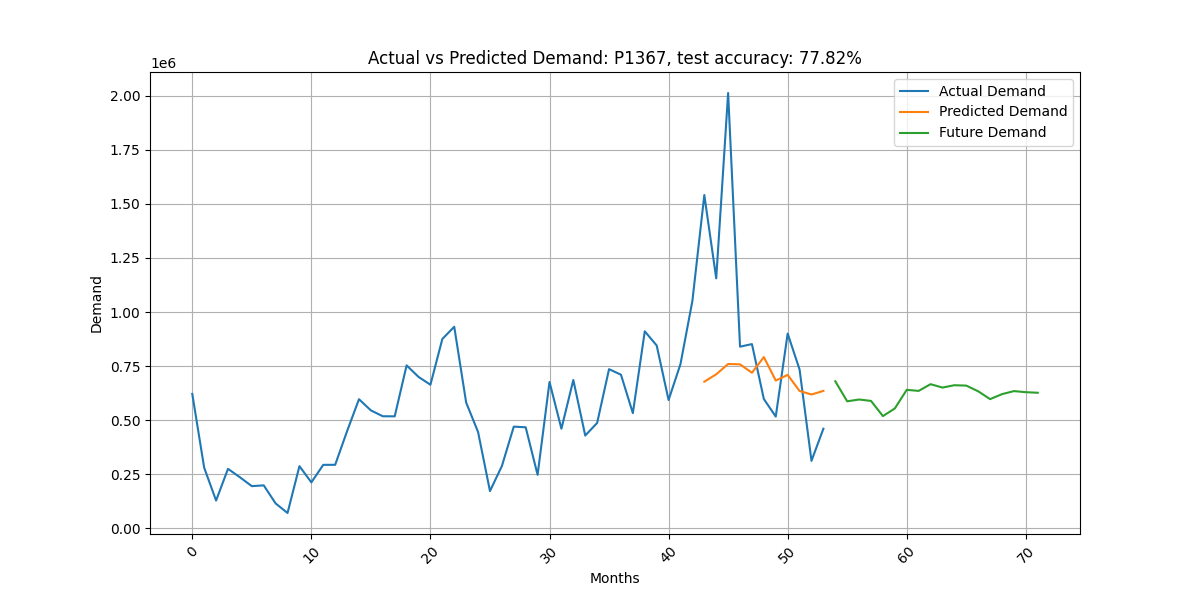 Actual vs Predicted Demand: P1367, test accuracy: 77.82%
1e6
2.00
1.75
1.50
1.25
1.00
0.75
0.50
0.25
0.00
Demand
Actual Demand
Predicted Demand
Future Demand
0 10 20 30 40 50 60 70
Months